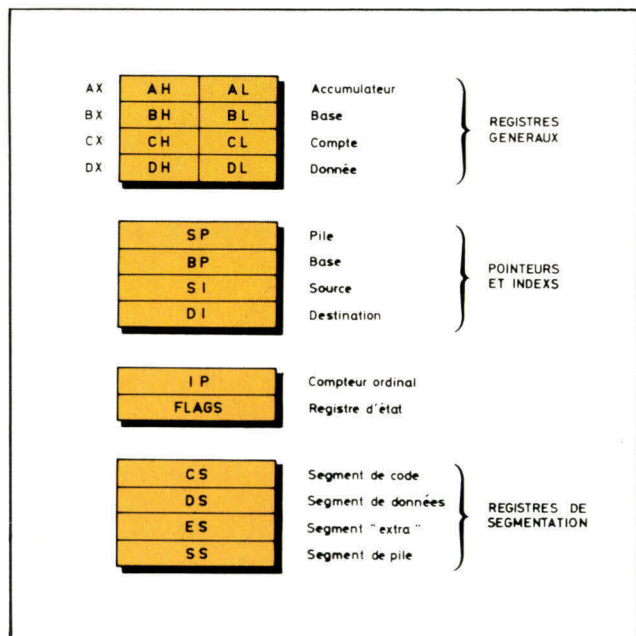 AX AH AL Accumulateur
BX BH BL Base
CX CH CL Compte
DX DH DL Donnée
REGISTRES
GENERAUX
SP Pile
BP Base
SI Source
DI Destination
POINTEURS
ET INDEXS
IP Compteur ordinal
FLAGS Registre d'état
CS Segment de code
DS Segment de données
ES Segment "extra"
SS Segment de pile
REGISTRES DE
SEGMENTATION